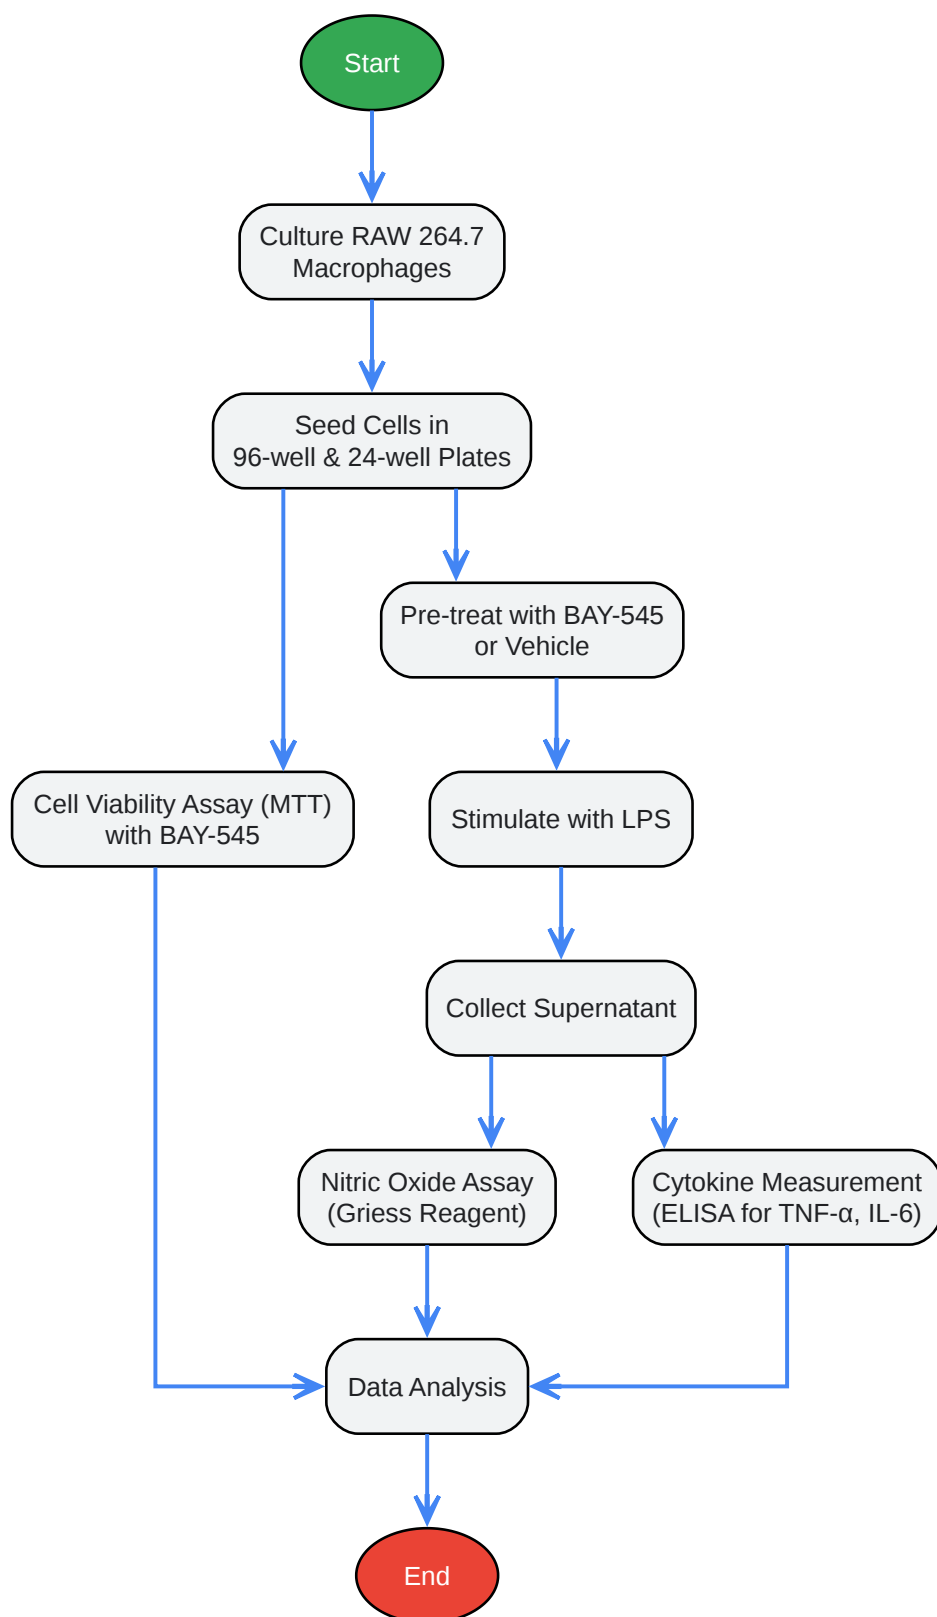 Start
Culture RAW 264.7
Macrophages
Seed Cells in
96-well & 24-well Plates
Pre-treat with BAY-545
or Vehicle
Cell Viability Assay (MTT)
with BAY-545
Stimulate with LPS
Collect Supernatant
Nitric Oxide Assay
(Griess Reagent)
Cytokine Measurement
(ELISA for TNF-α, IL-6)
Data Analysis
End